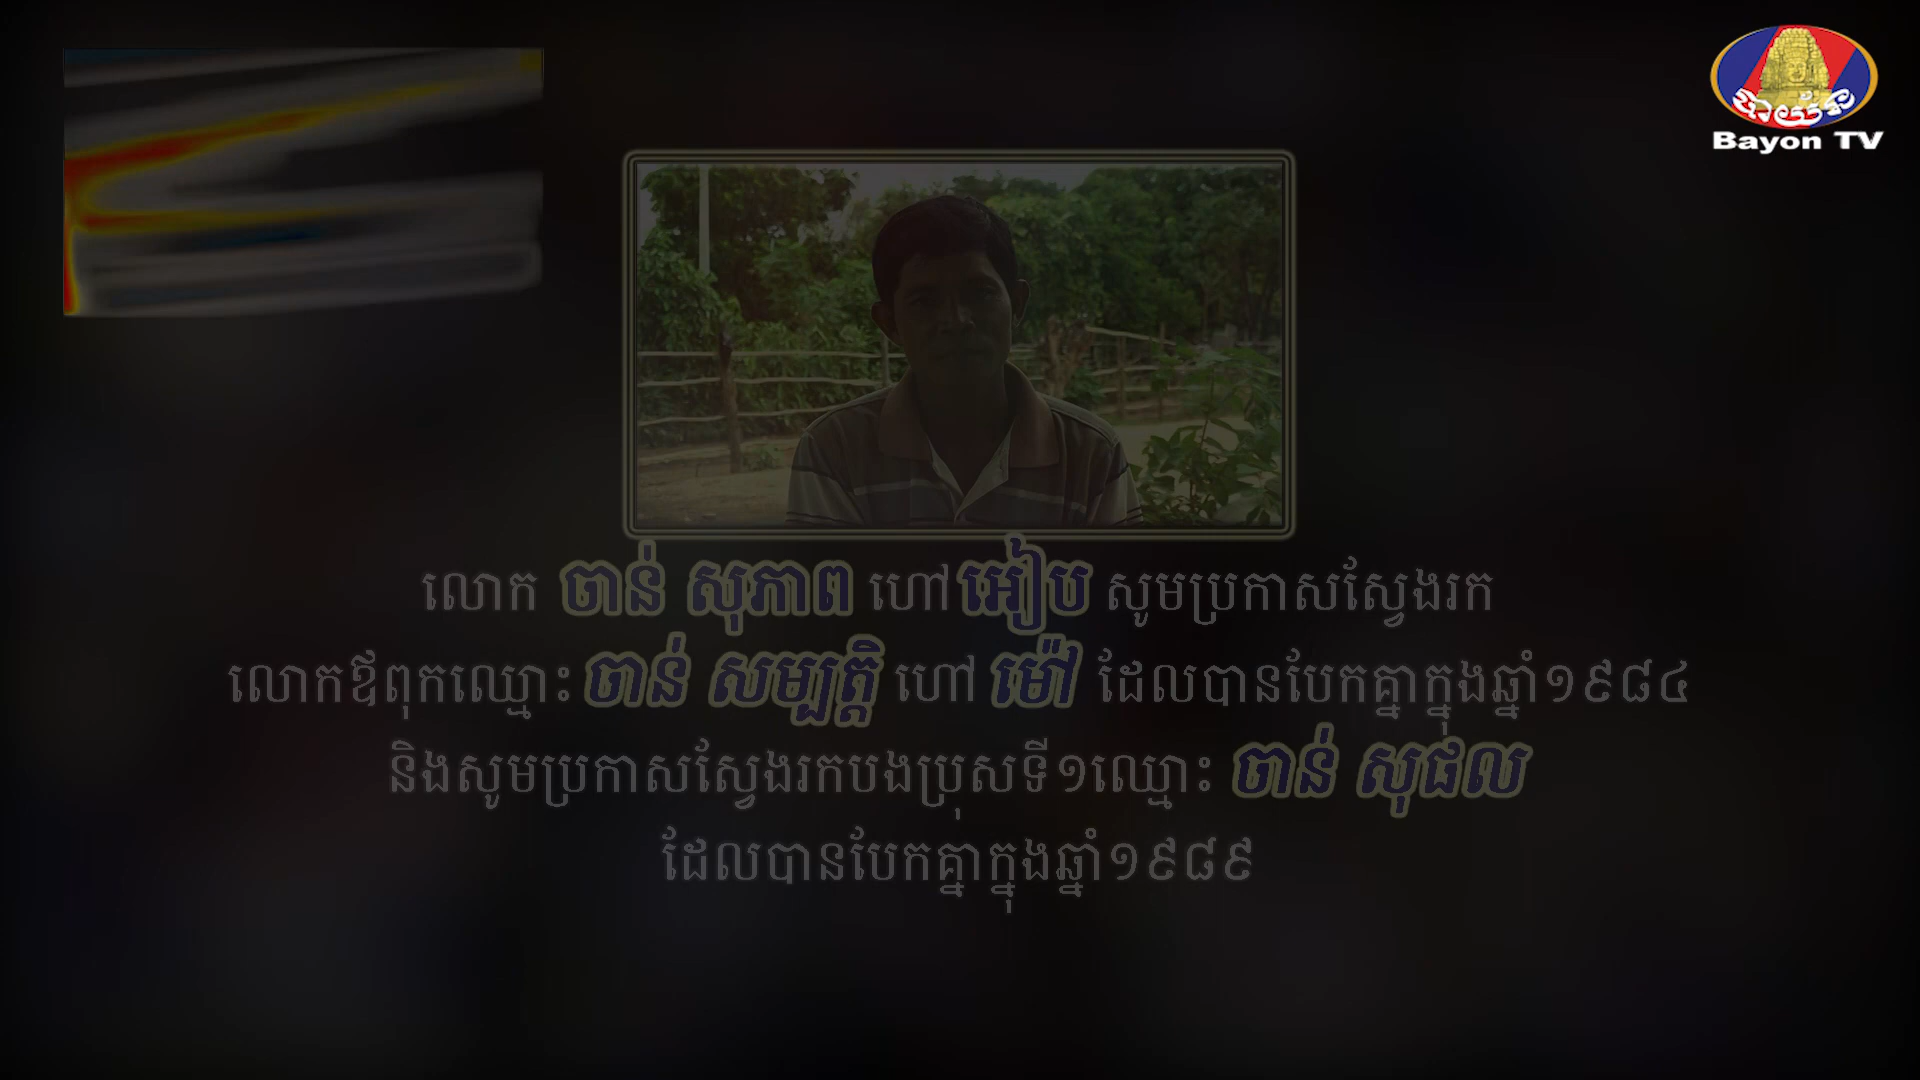 បាយ័ន
Bayon TV
លោក ចាន់ សុភាព ហៅ អៀប សូមប្រកាសស្វែងរក
លោកឪពុកឈ្មោះ ចាន់ សម្បត្តិ ហៅ ម៉ៅ ដែលបានបែកគ្នាក្នុងឆ្នាំ១៩៨៤
និងសូមប្រកាសស្វែងរកបងប្រុសទី១ឈ្មោះ ចាន់ សុផល
ដែលបានបែកគ្នាក្នុងឆ្នាំ១៩៨៩